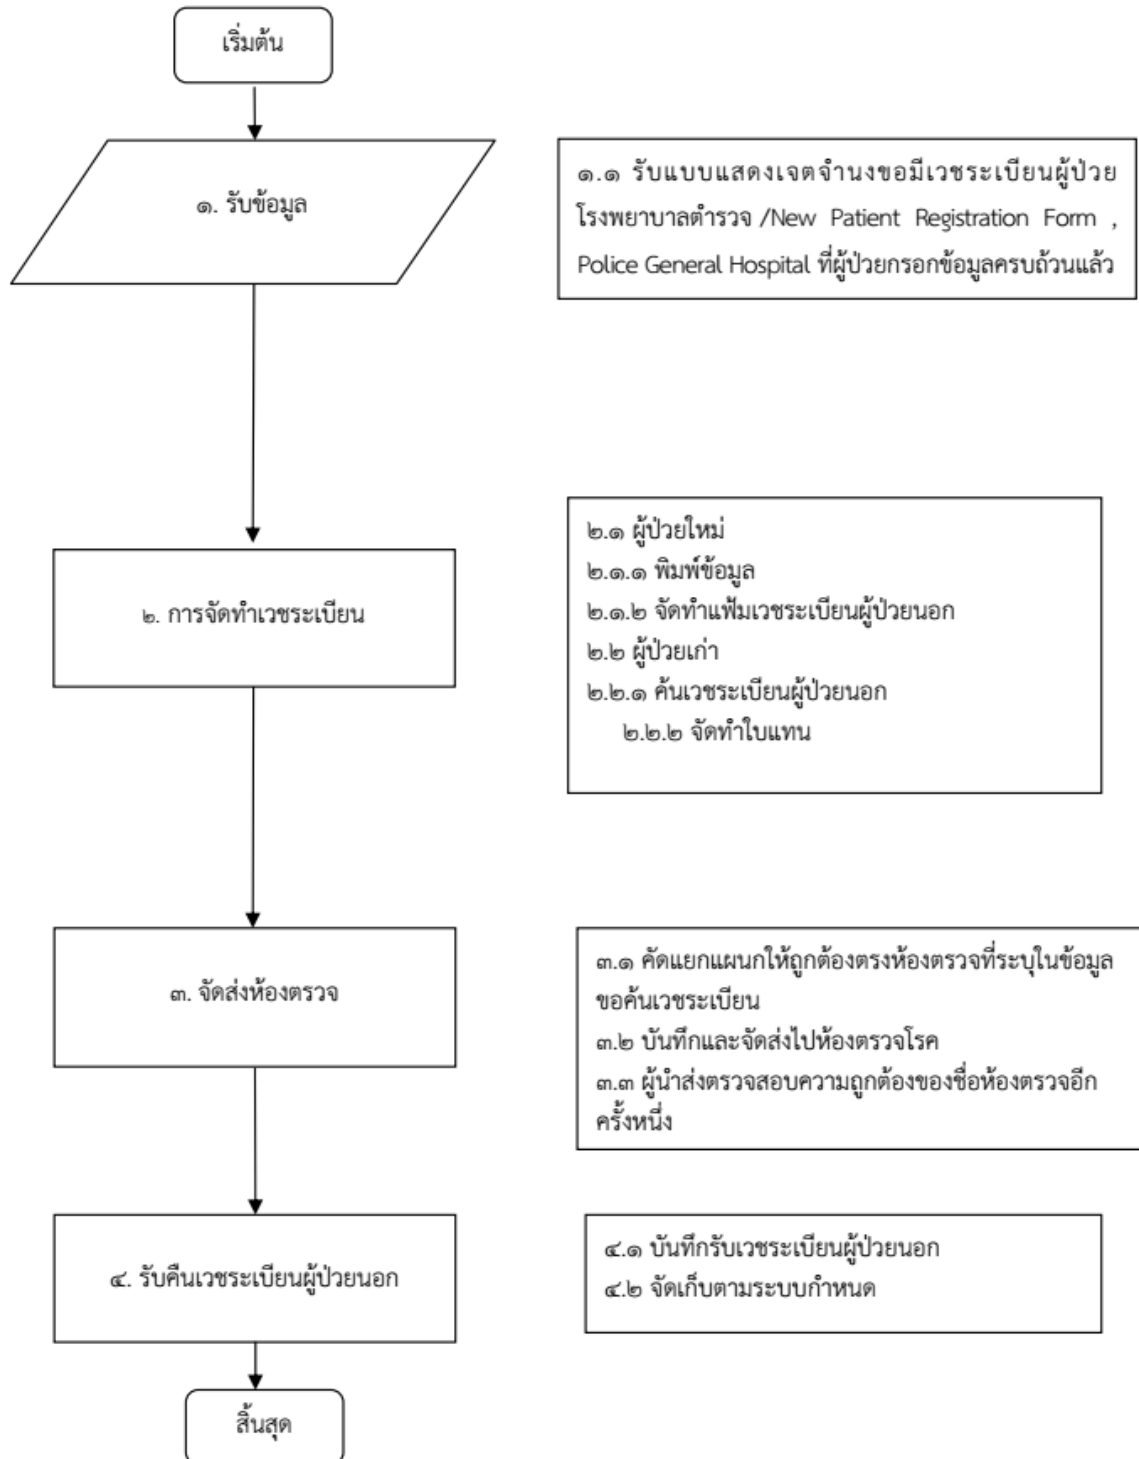 เริ่มต้น
๑. รับข้อมูล
๑.๑ รับแบบแสดงเจตจำนงขอมีเวชระเบียนผู้ป่วย
โรงพยาบาลตำรวจ /New Patient Registration Form ,
Police General Hospital ที่ผู้ป่วยกรอกข้อมูลครบถ้วนแล้ว
๒. การจัดทำเวชระเบียน
๒.๑ ผู้ป่วยใหม่
๒.๑.๑ พิมพ์ข้อมูล
๒.๑.๒ จัดทำแฟ้มเวชระเบียนผู้ป่วยนอก
๒.๒ ผู้ป่วยเก่า
๒.๒.๑ ค้นเวชระเบียนผู้ป่วยนอก
๒.๒.๒ จัดทำใบแทน
๓. จัดส่งห้องตรวจ
๓.๑ คัดแยกแผนกให้ถูกต้องตรงห้องตรวจที่ระบุในข้อมูล
ขอค้นเวชระเบียน
๓.๒ บันทึกและจัดส่งไปห้องตรวจโรค
๓.๓ ผู้นำส่งตรวจสอบความถูกต้องของชื่อห้องตรวจอีก
ครั้งหนึ่ง
๔. รับคืนเวชระเบียนผู้ป่วยนอก
๔.๑ บันทึกรับเวชระเบียนผู้ป่วยนอก
๔.๒ จัดเก็บตามระบบกำหนด
สิ้นสุด